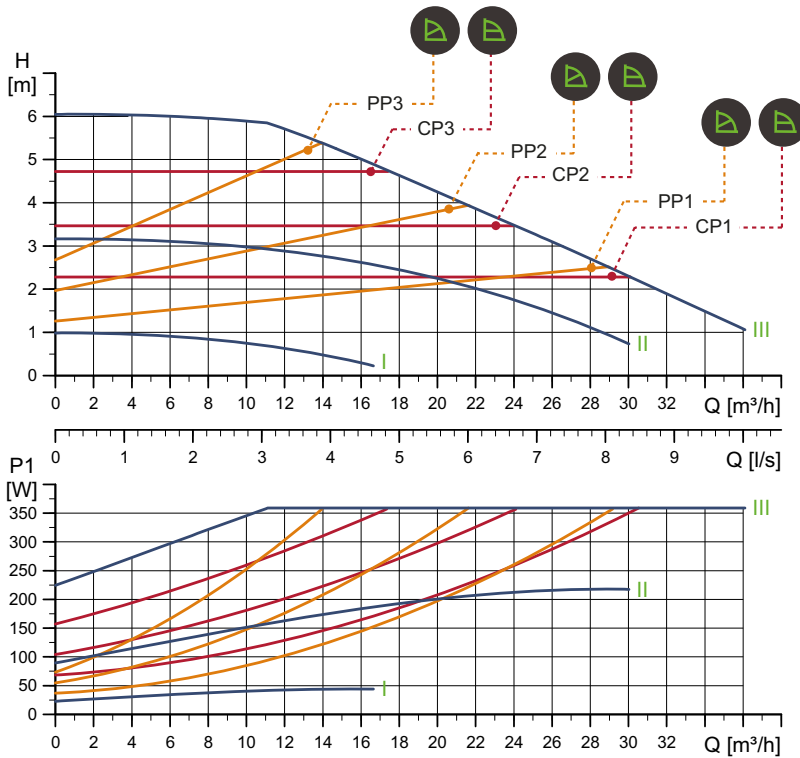 H
[m]
6
5
4
3
2
1
0
PP3
CP3
PP2
CP2
PP1
CP1
I
II
III
0 2 4 6 8 10 12 14 16 18 20 22 24 26 28 30 32 Q [m³/h]
0 1 2 3 4 5 6 7 8 9 Q [l/s]
P1
[W]
350
300
250
200
150
100
50
0
III
II
I
0 2 4 6 8 10 12 14 16 18 20 22 24 26 28 30 32 Q [m³/h]